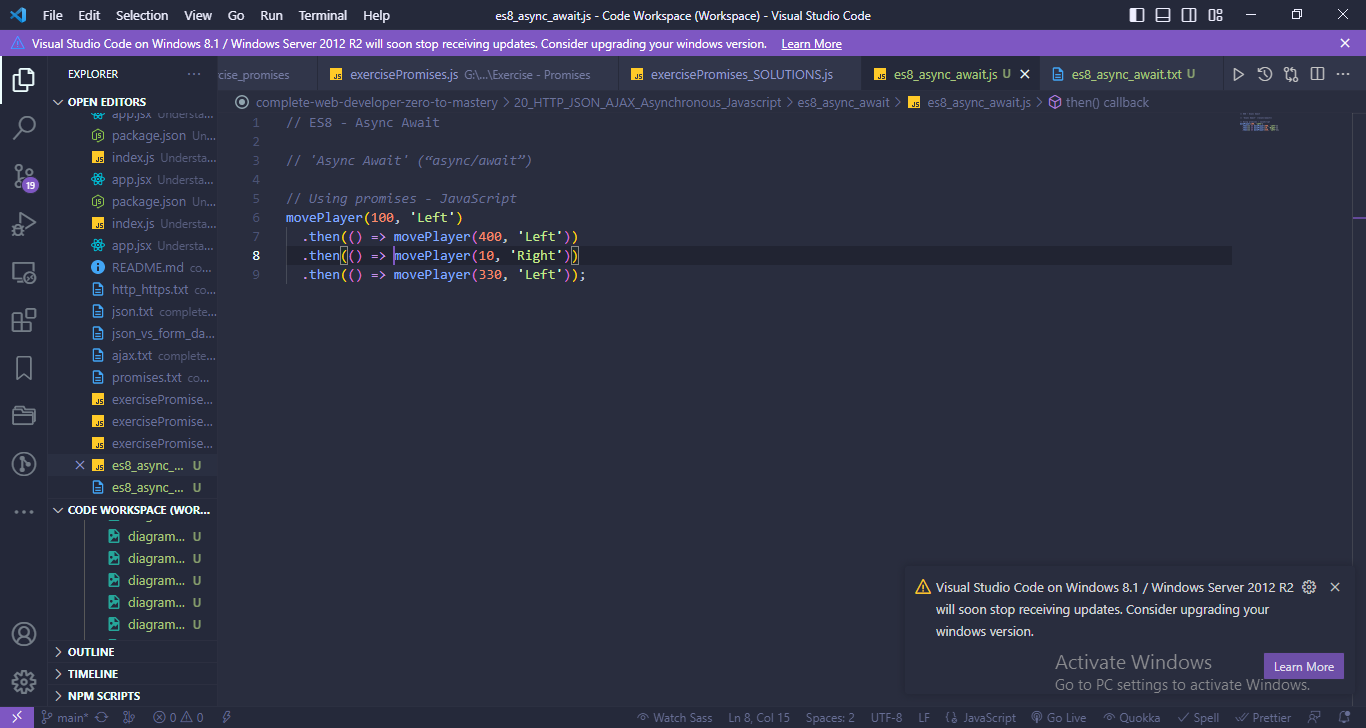 File Edit Selection View Go Run Terminal Help es8_async_await.js - Code Workspace (Workspace) - Visual Studio Code
Visual Studio Code on Windows 8.1 / Windows Server 2012 R2 will soon stop receiving updates. Consider upgrading your windows version. Learn More
EXPLORER
cise_promises exercisePromises.js G:\...\Exercise - Promises exercisePromises_SOLUTIONS.js es8_async_await.js U es8_async_await.txt U
OPEN EDITORS
complete-web-developer-zero-to-mastery > 20_HTTP_JSON_AJAX_Asynchronous_Javascript > es8_async_await > es8_async_await.js > then() callback
app.jsx Understa...
package.json Un...
index.js Understa...
app.jsx Understa...
package.json Un...
index.js Understa...
app.jsx Understa...
README.md co...
http_https.txt co...
json.txt complete...
json_vs_form_da...
ajax.txt complete...
promises.txt co...
exercisePromise...
exercisePromise...
exercisePromise...
es8_async_... U
es8_async_... U
19
CODE WORKSPACE (WOR...
diagram... U
diagram... U
diagram... U
diagram... U
diagram... U
OUTLINE
TIMELINE
NPM SCRIPTS
1 // ES8 - Async Await
2
3 // 'Async Await' (“async/await”)
4
5 // Using promises - JavaScript
6 movePlayer(100, 'Left')
7 .then(() => movePlayer(400, 'Left'))
8 .then(() => movePlayer(10, 'Right'))
9 .then(() => movePlayer(330, 'Left'));
Visual Studio Code on Windows 8.1 / Windows Server 2012 R2
will soon stop receiving updates. Consider upgrading your
windows version.
Learn More
Activate Windows
Go to PC settings to activate Windows.
main* 0 0 Watch Sass Ln 8, Col 15 Spaces: 2 UTF-8 LF {} JavaScript Go Live Quokka Spell Prettier